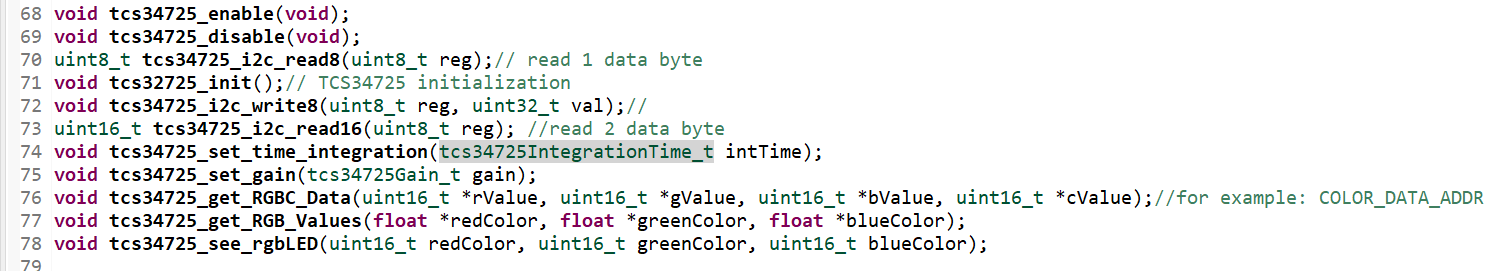 68 void tcs34725_enable(void);
69 void tcs34725_disable(void);
70 uint8_t tcs34725_i2c_read8(uint8_t reg);// read 1 data byte
71 void tcs32725_init();// TCS34725 initialization
72 void tcs34725_i2c_write8(uint8_t reg, uint32_t val);//
73 uint16_t tcs34725_i2c_read16(uint8_t reg); //read 2 data byte
74 void tcs34725_set_time_integration(tcs34725IntegrationTime_t intTime);
75 void tcs34725_set_gain(tcs34725Gain_t gain);
76 void tcs34725_get_RGBC_Data(uint16_t *rValue, uint16_t *gValue, uint16_t *bValue, uint16_t *cValue);//for example: COLOR_DATA_ADDR
77 void tcs34725_get_RGB_Values(float *redColor, float *greenColor, float *blueColor);
78 void tcs34725_see_rgbLED(uint16_t redColor, uint16_t greenColor, uint16_t blueColor);
79